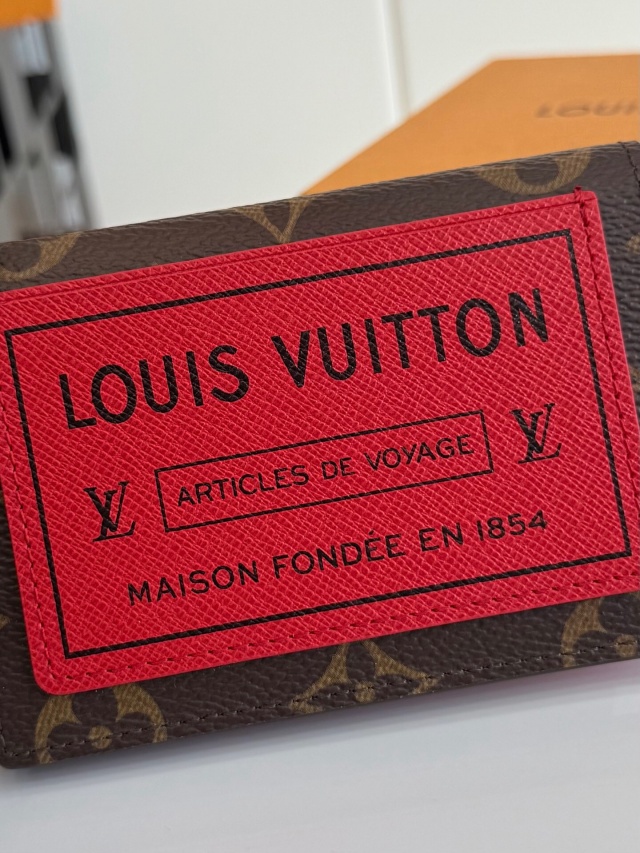 LOUIS VUITTON
LV ARTICLES DE VOYAGE LV
MAISON FONDÉE EN 1854